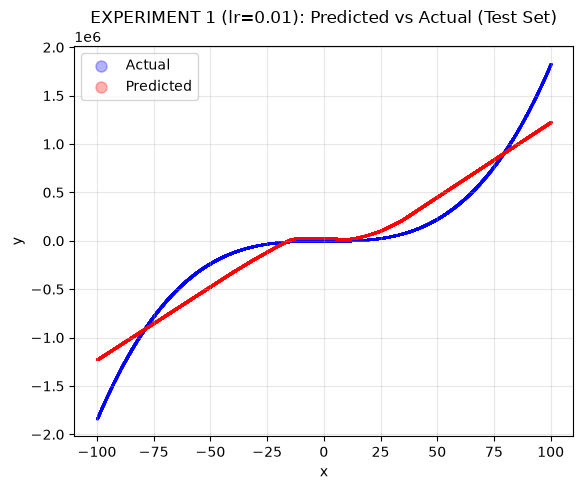 EXPERIMENT 1 (lr=0.01): Predicted vs Actual (Test Set)
1e6
Actual
Predicted
2.0
1.5
1.0
0.5
0.0
−0.5
−1.0
−1.5
−2.0
y
−100 −75 −50 −25 0 25 50 75 100
x